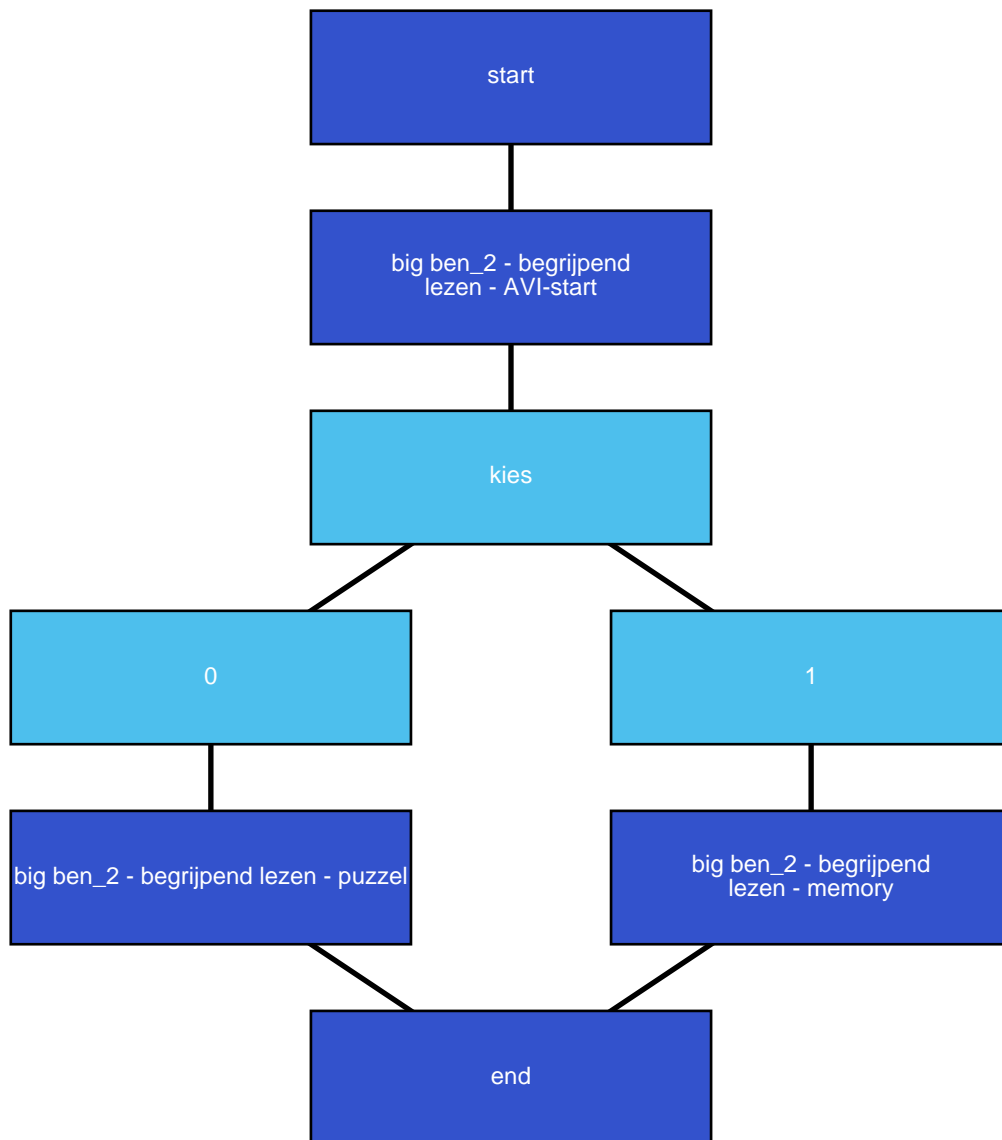 start
big ben_2 - begrijpend
lezen - AVI-start
kies
0
1
big ben_2 - begrijpend lezen - puzzel
big ben_2 - begrijpend
lezen - memory
end